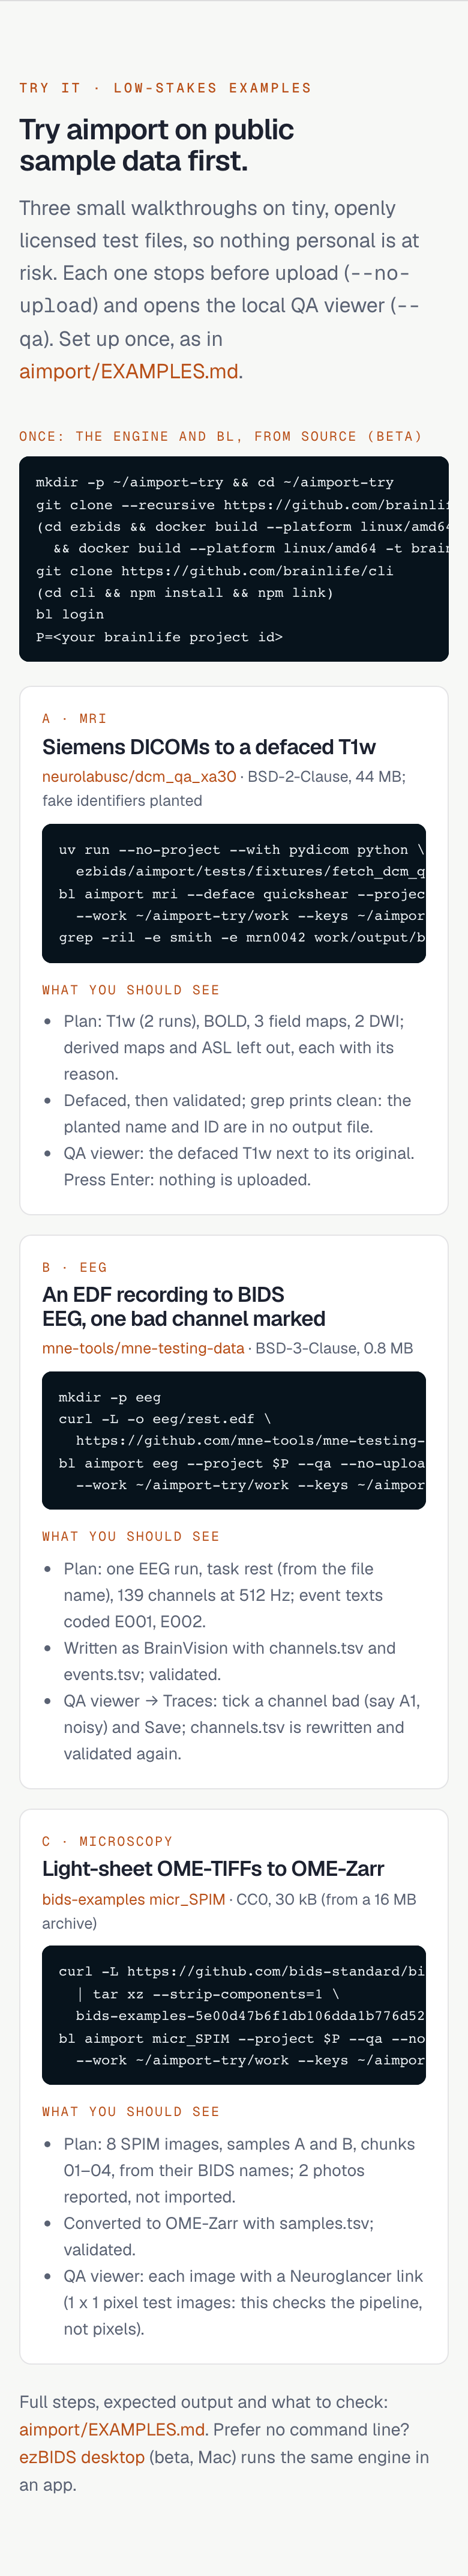 TRY IT · LOW-STAKES EXAMPLES
Try aimport on public
sample data first.
Three small walkthroughs on tiny, openly
licensed test files, so nothing personal is at
risk. Each one stops before upload (--no-
upload) and opens the local QA viewer (--
qa). Set up once, as in
aimport/EXAMPLES.md.
ONCE: THE ENGINE AND BL, FROM SOURCE (BETA)
mkdir -p ~/aimport-try && cd ~/aimport-try
git clone --recursive https://github.com/brainlif
(cd ezbids && docker build --platform linux/amd64
&& docker build --platform linux/amd64 -t brain
git clone https://github.com/brainlife/cli
(cd cli && npm install && npm link)
bl login
P=<your brainlife project id>
A · MRI
Siemens DICOMs to a defaced T1w
neurolabusc/dcm_qa_xa30 · BSD-2-Clause, 44 MB;
fake identifiers planted
uv run --no-project --with pydicom python \
ezbids/aimport/tests/fixtures/fetch_dcm_q
bl aimport mri --deface quickshear --projec
--work ~/aimport-try/work --keys ~/aimpor
grep -ril -e smith -e mrn0042 work/output/b
WHAT YOU SHOULD SEE
• Plan: T1w (2 runs), BOLD, 3 field maps, 2 DWI;
derived maps and ASL left out, each with its
reason.
• Defaced, then validated; grep prints clean: the
planted name and ID are in no output file.
• QA viewer: the defaced T1w next to its original.
Press Enter: nothing is uploaded.
B · EEG
An EDF recording to BIDS
EEG, one bad channel marked
mne-tools/mne-testing-data · BSD-3-Clause, 0.8 MB
mkdir -p eeg
curl -L -o eeg/rest.edf \
https://github.com/mne-tools/mne-testing-
bl aimport eeg --project $P --qa --no-uploa
--work ~/aimport-try/work --keys ~/aimpor
WHAT YOU SHOULD SEE
• Plan: one EEG run, task rest (from the file
name), 139 channels at 512 Hz; event texts
coded E001, E002.
• Written as BrainVision with channels.tsv and
events.tsv; validated.
• QA viewer → Traces: tick a channel bad (say A1,
noisy) and Save; channels.tsv is rewritten and
validated again.
C · MICROSCOPY
Light-sheet OME-TIFFs to OME-Zarr
bids-examples micr_SPIM · CC0, 30 kB (from a 16 MB
archive)
curl -L https://github.com/bids-standard/bi
| tar xz --strip-components=1 \
bids-examples-5e00d47b6f1db106dda1b776d52
bl aimport micr_SPIM --project $P --qa --no
--work ~/aimport-try/work --keys ~/aimpor
WHAT YOU SHOULD SEE
• Plan: 8 SPIM images, samples A and B, chunks
01–04, from their BIDS names; 2 photos
reported, not imported.
• Converted to OME-Zarr with samples.tsv;
validated.
• QA viewer: each image with a Neuroglancer link
(1 x 1 pixel test images: this checks the pipeline,
not pixels).
Full steps, expected output and what to check:
aimport/EXAMPLES.md. Prefer no command line?
ezBIDS desktop (beta, Mac) runs the same engine in
an app.